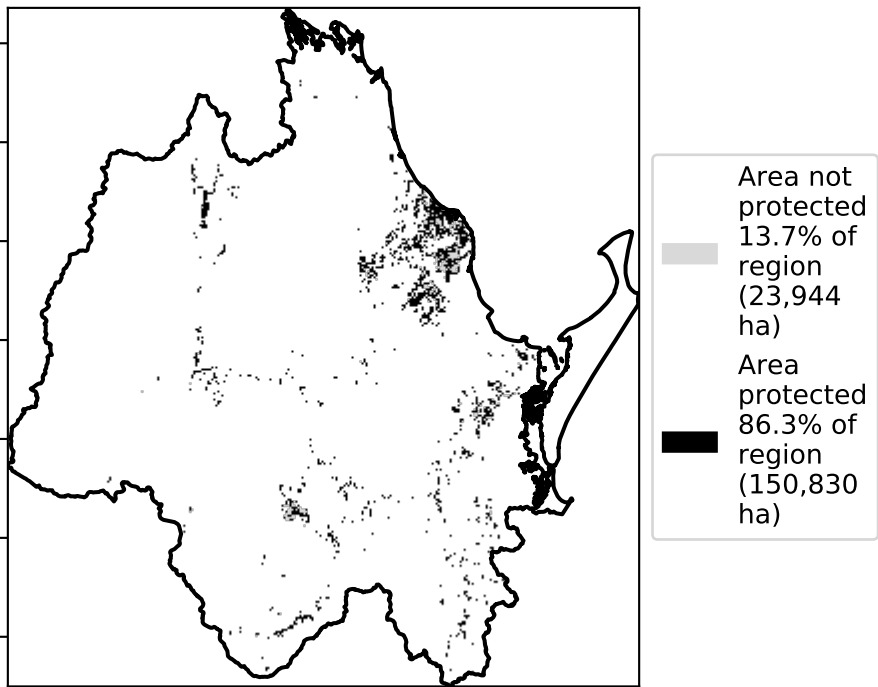 Area not
protected
13.7% of
region
(23,944
ha)
Area
protected
86.3% of
region
(150,830
ha)